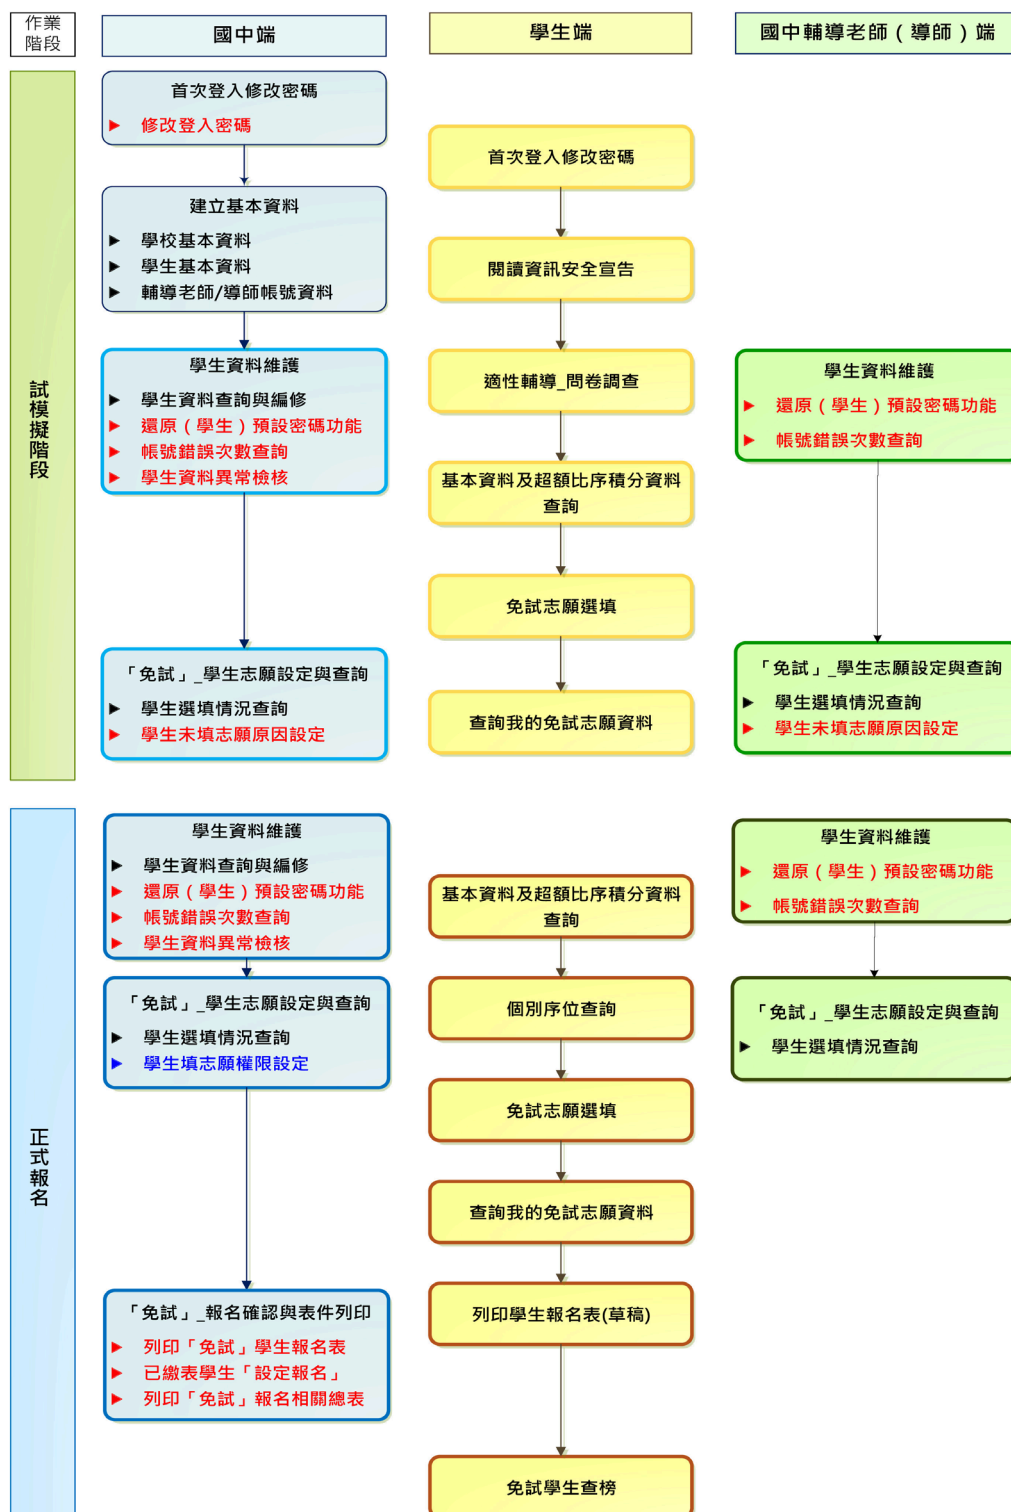 作業
階段
國中端
學生端
國中輔導老師（導師）端
試模擬階段
首次登入修改密碼
修改登入密碼
建立基本資料
學校基本資料
學生基本資料
輔導老師/導師帳號資料
學生資料維護
學生資料查詢與編修
還原（學生）預設密碼功能
帳號錯誤次數查詢
學生資料異常檢核
「免試」_學生志願設定與查詢
學生選填情況查詢
學生未填志願原因設定
首次登入修改密碼
閱讀資訊安全宣告
適性輔導_問卷調查
基本資料及超額比序積分資料
查詢
免試志願選填
查詢我的免試志願資料
學生資料維護
還原（學生）預設密碼功能
帳號錯誤次數查詢
「免試」_學生志願設定與查詢
學生選填情況查詢
學生未填志願原因設定
正式報名
學生資料維護
學生資料查詢與編修
還原（學生）預設密碼功能
帳號錯誤次數查詢
學生資料異常檢核
「免試」_學生志願設定與查詢
學生選填情況查詢
學生填志願權限設定
「免試」_報名確認與表件列印
列印「免試」學生報名表
已繳表學生「設定報名」
列印「免試」報名相關總表
基本資料及超額比序積分資料
查詢
個別序位查詢
免試志願選填
查詢我的免試志願資料
列印學生報名表(草稿)
免試學生查榜
學生資料維護
還原（學生）預設密碼功能
帳號錯誤次數查詢
「免試」_學生志願設定與查詢
學生選填情況查詢